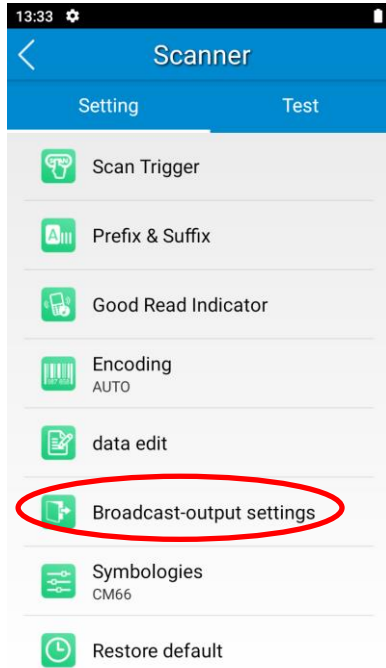 13:33
Scanner
Setting Test
Scan Trigger
Prefix & Suffix
Good Read Indicator
Encoding
AUTO
data edit
Broadcast-output settings
Symbologies
CM66
Restore default